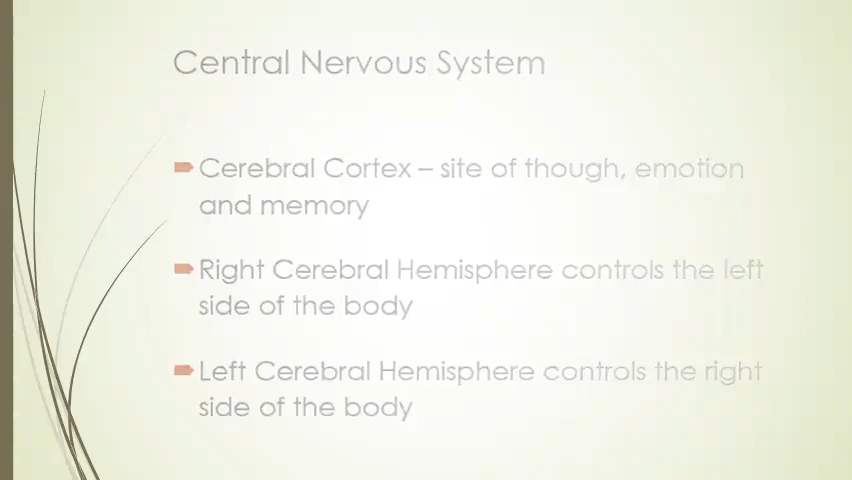 Central Nervous System
Cerebral Cortex – site of though, emotion
and memory
Right Cerebral Hemisphere controls the left
side of the body
Left Cerebral Hemisphere controls the right
side of the body